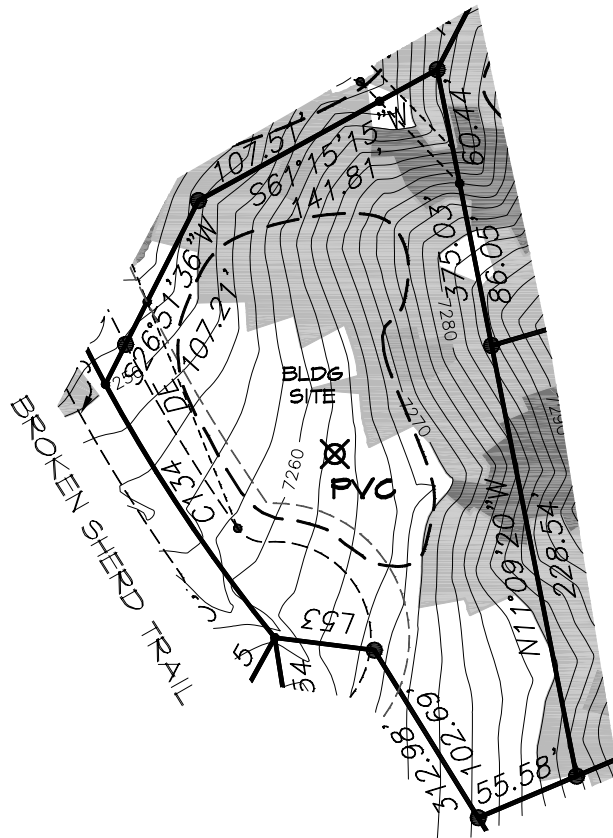 107.51'
S61°15'15"W
141.81'
60.44'
375.03'
86.05'
S26°51'36"W
107.21'
7280
DE
BLDG
SITE
7270
7260
PVC
C134
BROKEN SHERD TRAIL
L53
N11°09'20"W
228.54'
312.98'
102.69'
55.58'